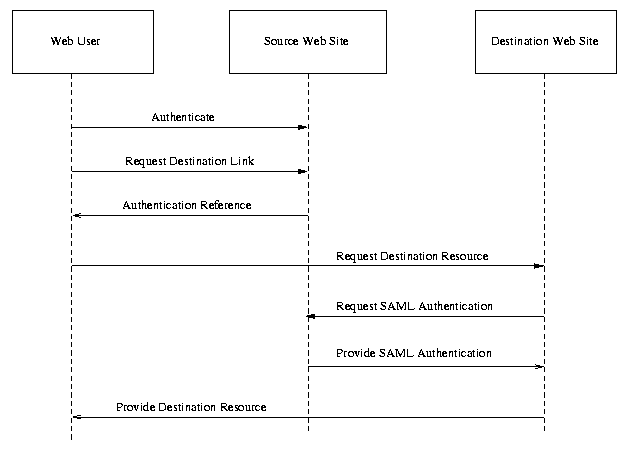 Web User
Source Web Site
Destination Web Site
Authenticate
Request Destination Link
Authentication Reference
Request Destination Resource
Request SAML Authentication
Provide SAML Authentication
Provide Destination Resource